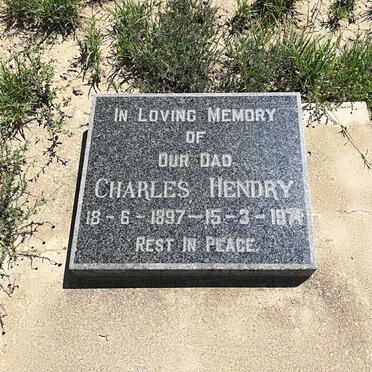 IN LOVING MEMORY
OF
OUR DAD
CHARLES HENDRY
18-6-1897-15-3-1974
REST IN PEACE.